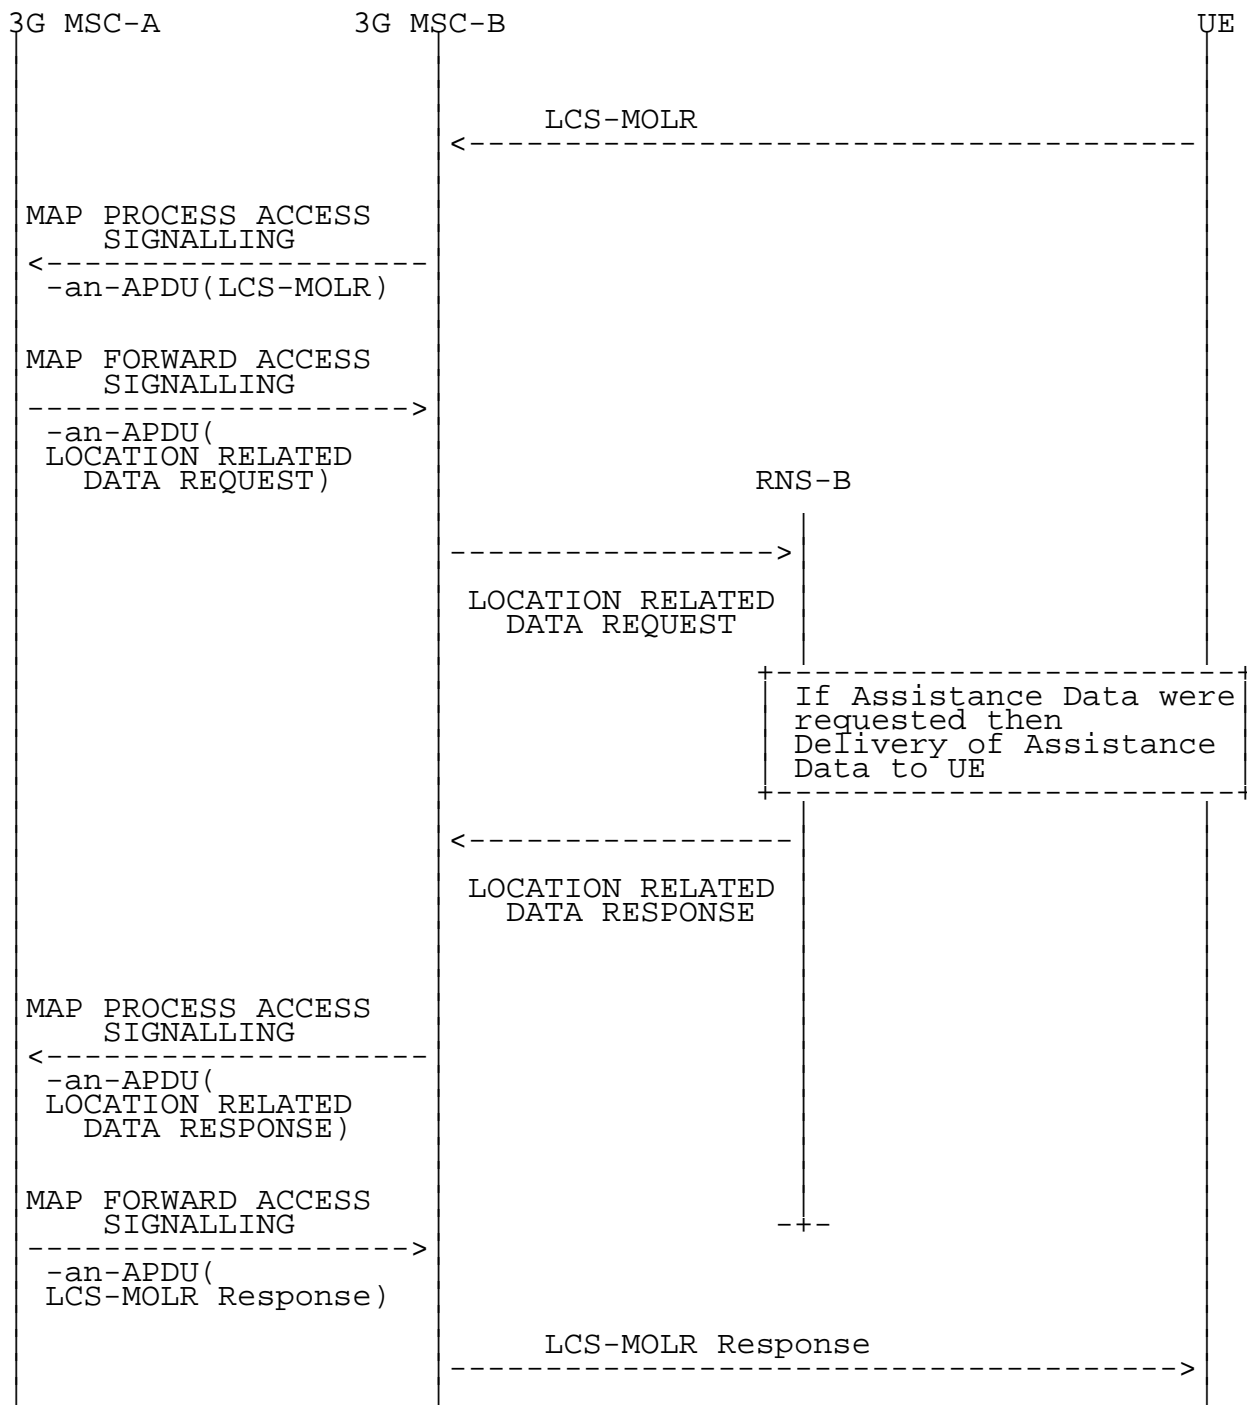 3G MSC-A 3G MSC-B UE
LCS-MOLR
MAP PROCESS ACCESS
SIGNALLING
-an-APDU(LCS-MOLR)
MAP FORWARD ACCESS
SIGNALLING
-an-APDU(
LOCATION RELATED
DATA REQUEST)
RNS-B
LOCATION RELATED
DATA REQUEST
If Assistance Data were
requested then
Delivery of Assistance
Data to UE
LOCATION RELATED
DATA RESPONSE
MAP PROCESS ACCESS
SIGNALLING
-an-APDU(
LOCATION RELATED
DATA RESPONSE)
MAP FORWARD ACCESS
SIGNALLING
-an-APDU(
LCS-MOLR Response)
LCS-MOLR Response